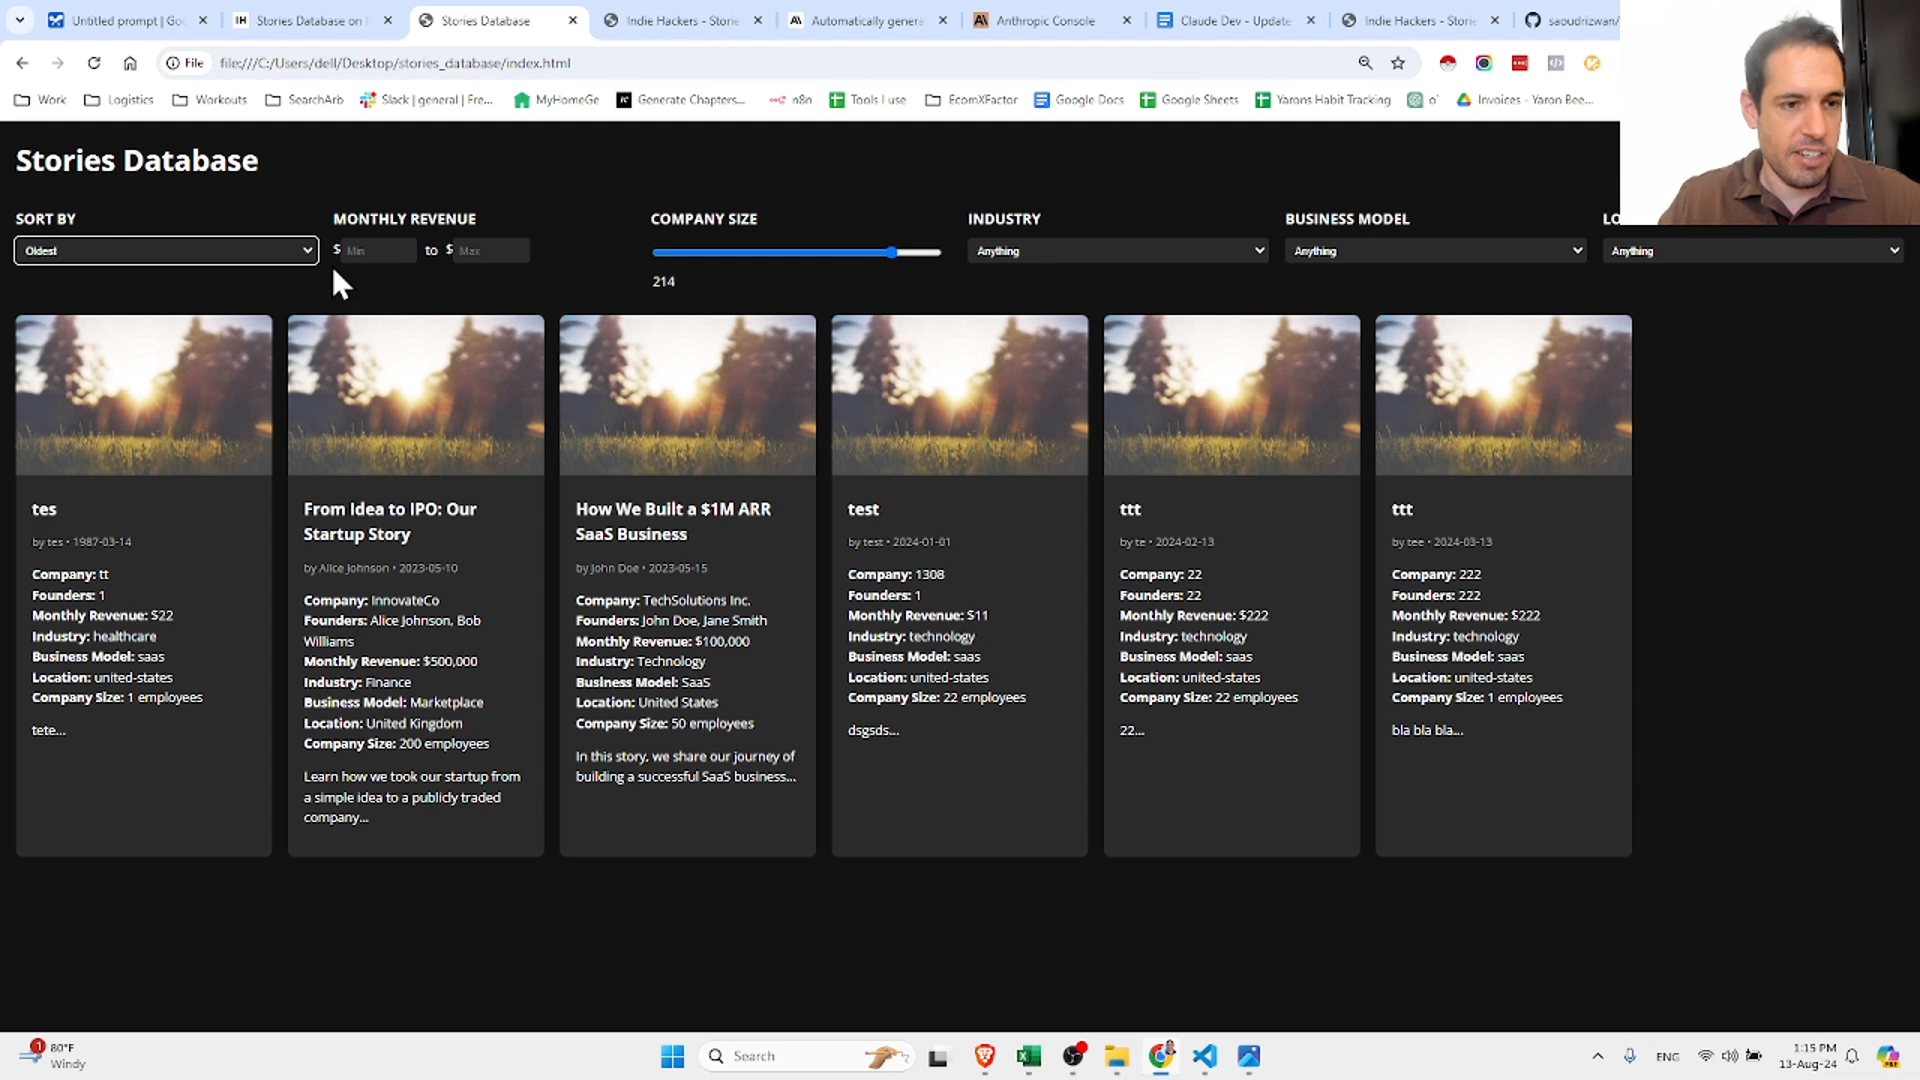 Untitled prompt | Go
Stories Database on
Stories Database
Indie Hackers - Storie
Automatically genera
Anthropic Console
Claude Dev - Update
Indie Hackers - Storie
saoudrizwan/
File
file:///C:/Users/dell/Desktop/stories_database/index.html
Work
Logistics
Workouts
SearchArb
Slack | general | Fre...
MyHomeGe
Generate Chapters...
n8n
Tools I use
EcomXFactor
Google Docs
Google Sheets
Yarons Habit Tracking
Invoices - Yaron Bee...
Stories Database
SORT BY
MONTHLY REVENUE
COMPANY SIZE
INDUSTRY
BUSINESS MODEL
LO
Oldest
$ Min to $ Max
214
Anything
Anything
Anything
tes
by tes • 1987-03-14
Company: tt
Founders: 1
Monthly Revenue: $22
Industry: healthcare
Business Model: saas
Location: united-states
Company Size: 1 employees
tete...
From Idea to IPO: Our
Startup Story
by Alice Johnson • 2023-05-10
Company: InnovateCo
Founders: Alice Johnson, Bob
Williams
Monthly Revenue: $500,000
Industry: Finance
Business Model: Marketplace
Location: United Kingdom
Company Size: 200 employees
Learn how we took our startup from
a simple idea to a publicly traded
company...
How We Built a $1M ARR
SaaS Business
by John Doe • 2023-05-15
Company: TechSolutions Inc.
Founders: John Doe, Jane Smith
Monthly Revenue: $100,000
Industry: Technology
Business Model: SaaS
Location: United States
Company Size: 50 employees
In this story, we share our journey of
building a successful SaaS business...
test
by test • 2024-01-01
Company: 1308
Founders: 1
Monthly Revenue: $11
Industry: technology
Business Model: saas
Location: united-states
Company Size: 22 employees
dsgsds...
ttt
by te • 2024-02-13
Company: 22
Founders: 22
Monthly Revenue: $222
Industry: technology
Business Model: saas
Location: united-states
Company Size: 22 employees
22...
ttt
by tee • 2024-03-13
Company: 222
Founders: 222
Monthly Revenue: $222
Industry: technology
Business Model: saas
Location: united-states
Company Size: 1 employees
bla bla bla...
1
80°F
Windy
Search
ENG
1:15 PM
13-Aug-24